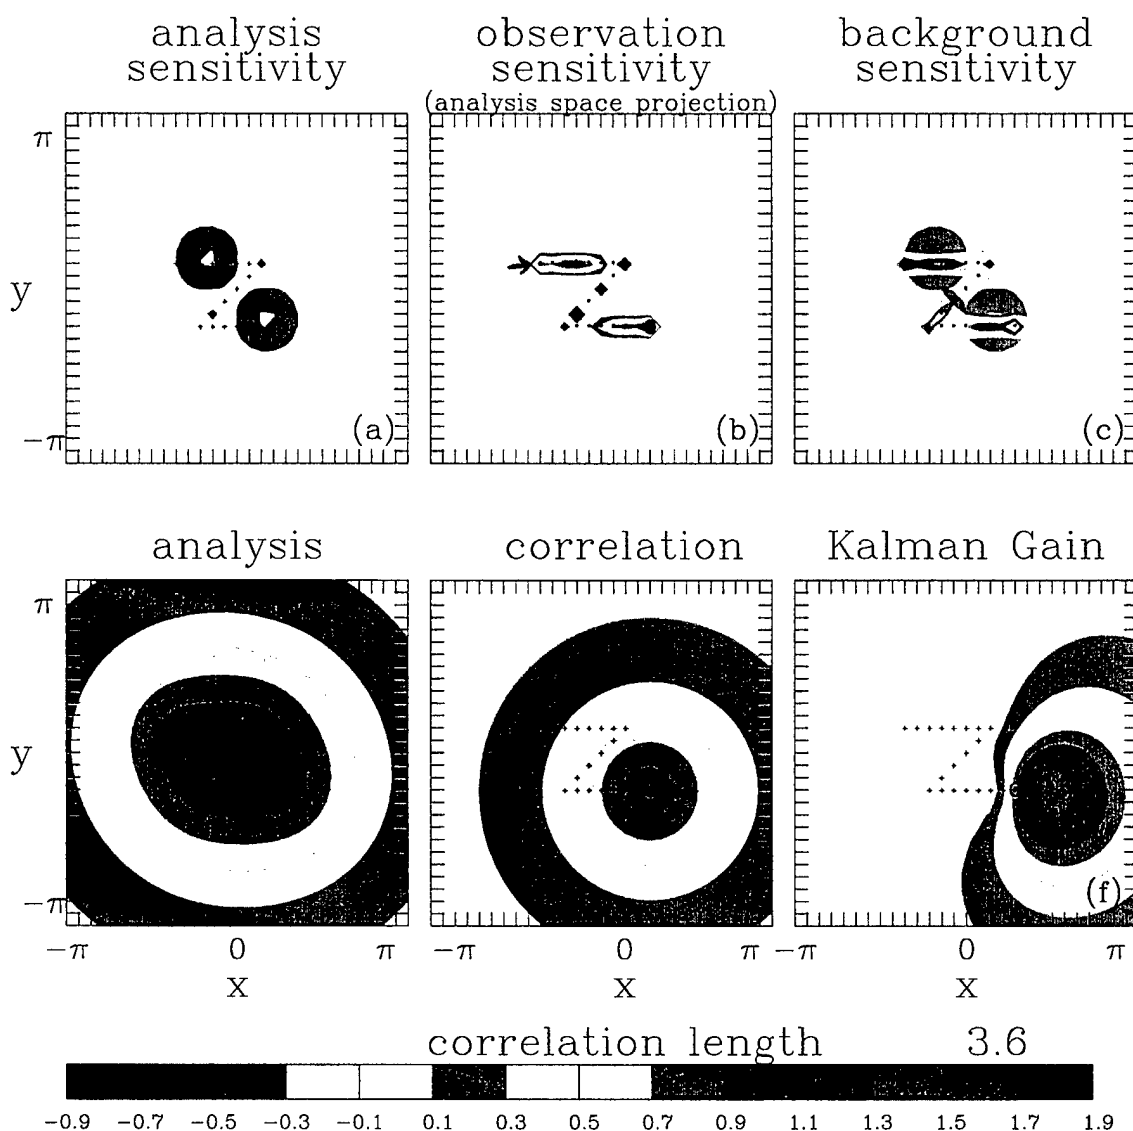 analysis sensitivity
observation sensitivity
(analysis space projection)
background sensitivity
π
y
−π
(a)
(b)
(c)
analysis
correlation
Kalman Gain
π
y
−π
(f)
−π 0 π
−π 0 π
−π 0 π
x
x
x
correlation length 3.6
−0.9 −0.7 −0.5 −0.3 −0.1 0.1 0.3 0.5 0.7 0.9 1.1 1.3 1.5 1.7 1.9